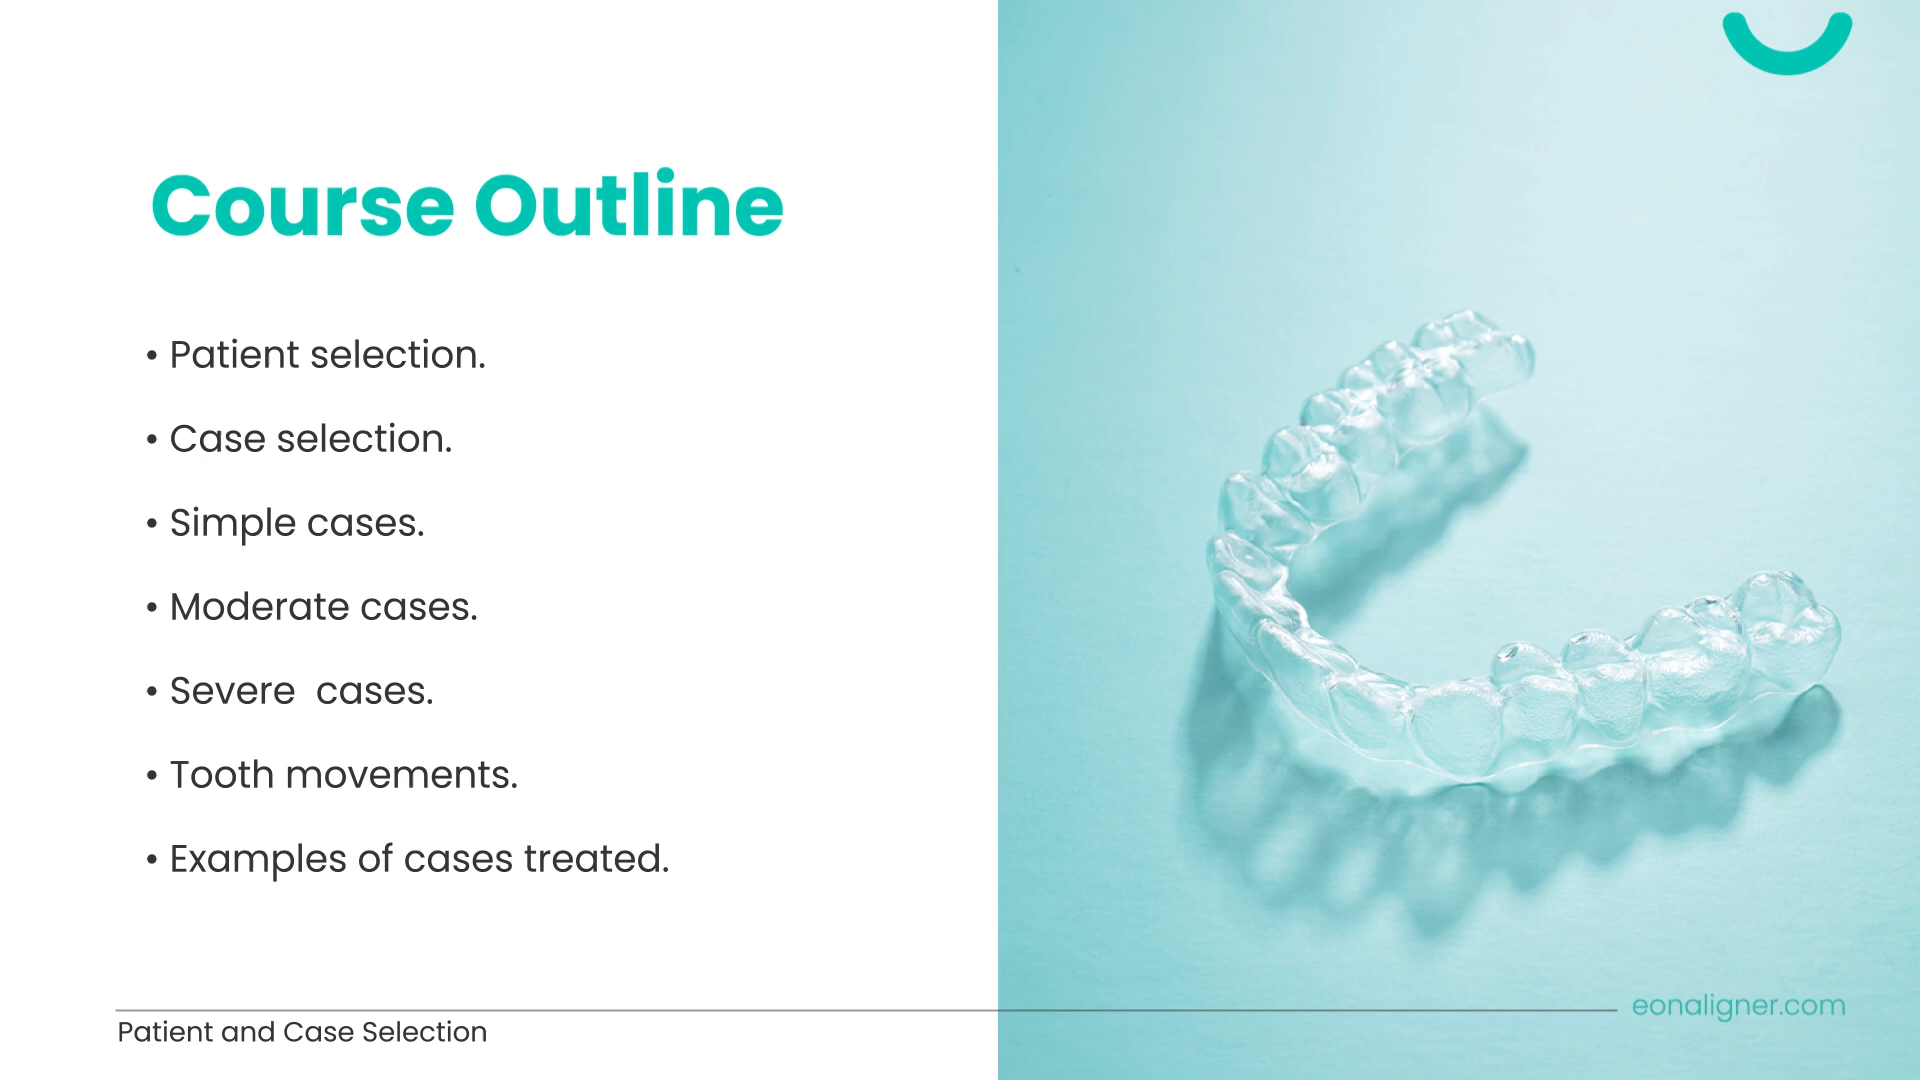 Course Outline
• Patient selection.
• Case selection.
• Simple cases.
• Moderate cases.
• Severe  cases.
• Tooth movements.
• Examples of cases treated.
eonaligner.com
Patient and Case Selection